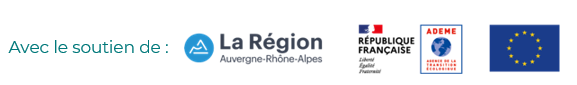 Avec le soutien de :
La Région
Auvergne-Rhône-Alpes
RÉPUBLIQUE
FRANÇAISE
Liberté
Égalité
Fraternité
ADEME
AGENCE DE LA
TRANSITION
ÉCOLOGIQUE